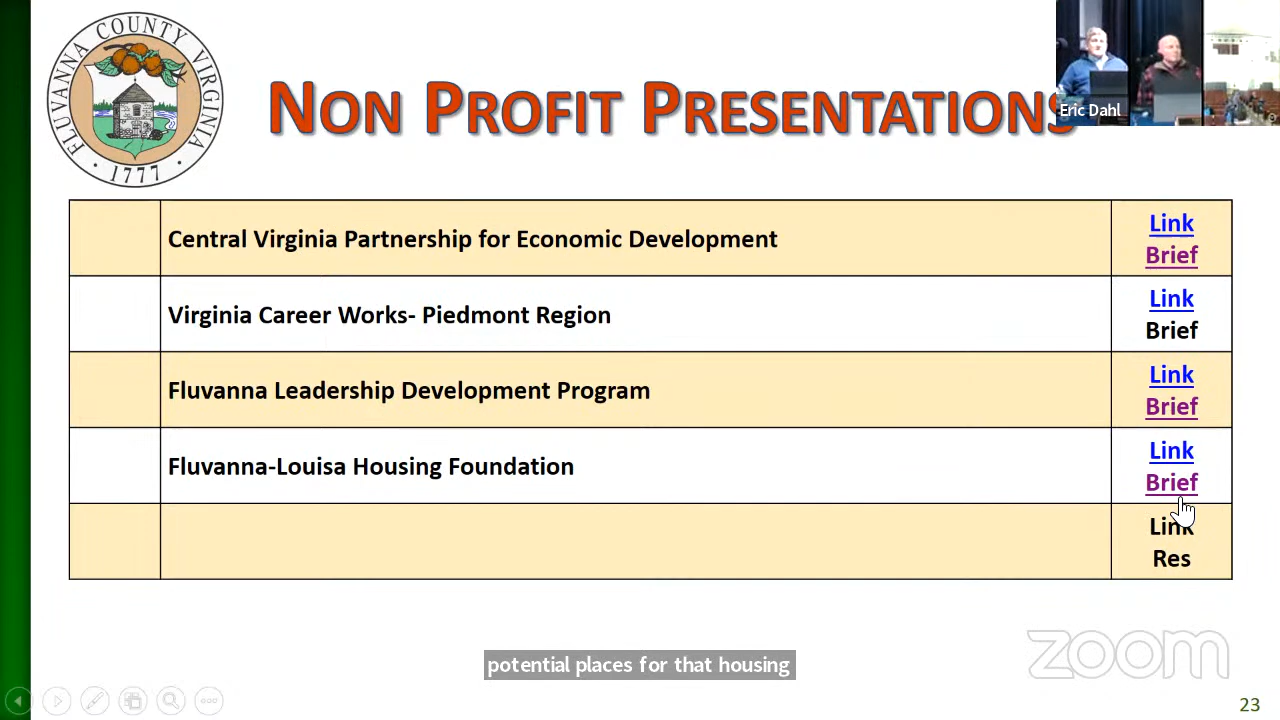 FLUVANNA COUNTY VIRGINIA
· 1777 ·
NON PROFIT PRESENTATIONS
Eric Dahl
Central Virginia Partnership for Economic Development
Link
Brief
Virginia Career Works- Piedmont Region
Link
Brief
Fluvanna Leadership Development Program
Link
Brief
Fluvanna-Louisa Housing Foundation
Link
Brief
Link
Res
potential places for that housing
zoom
23